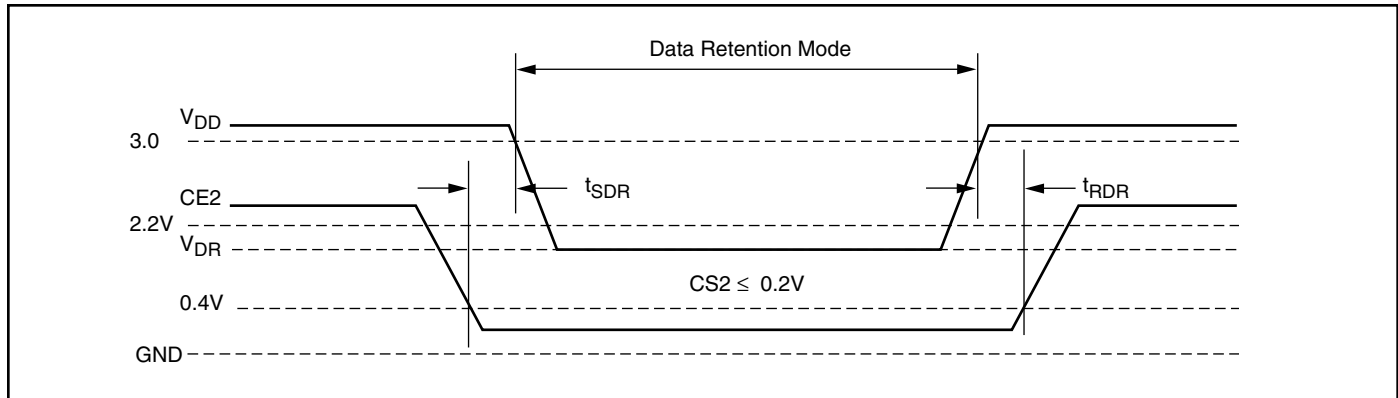 Data Retention Mode
VDD
3.0
tSDR
tRDR
CE2
2.2V
VDR
CS2 ≤ 0.2V
0.4V
GND